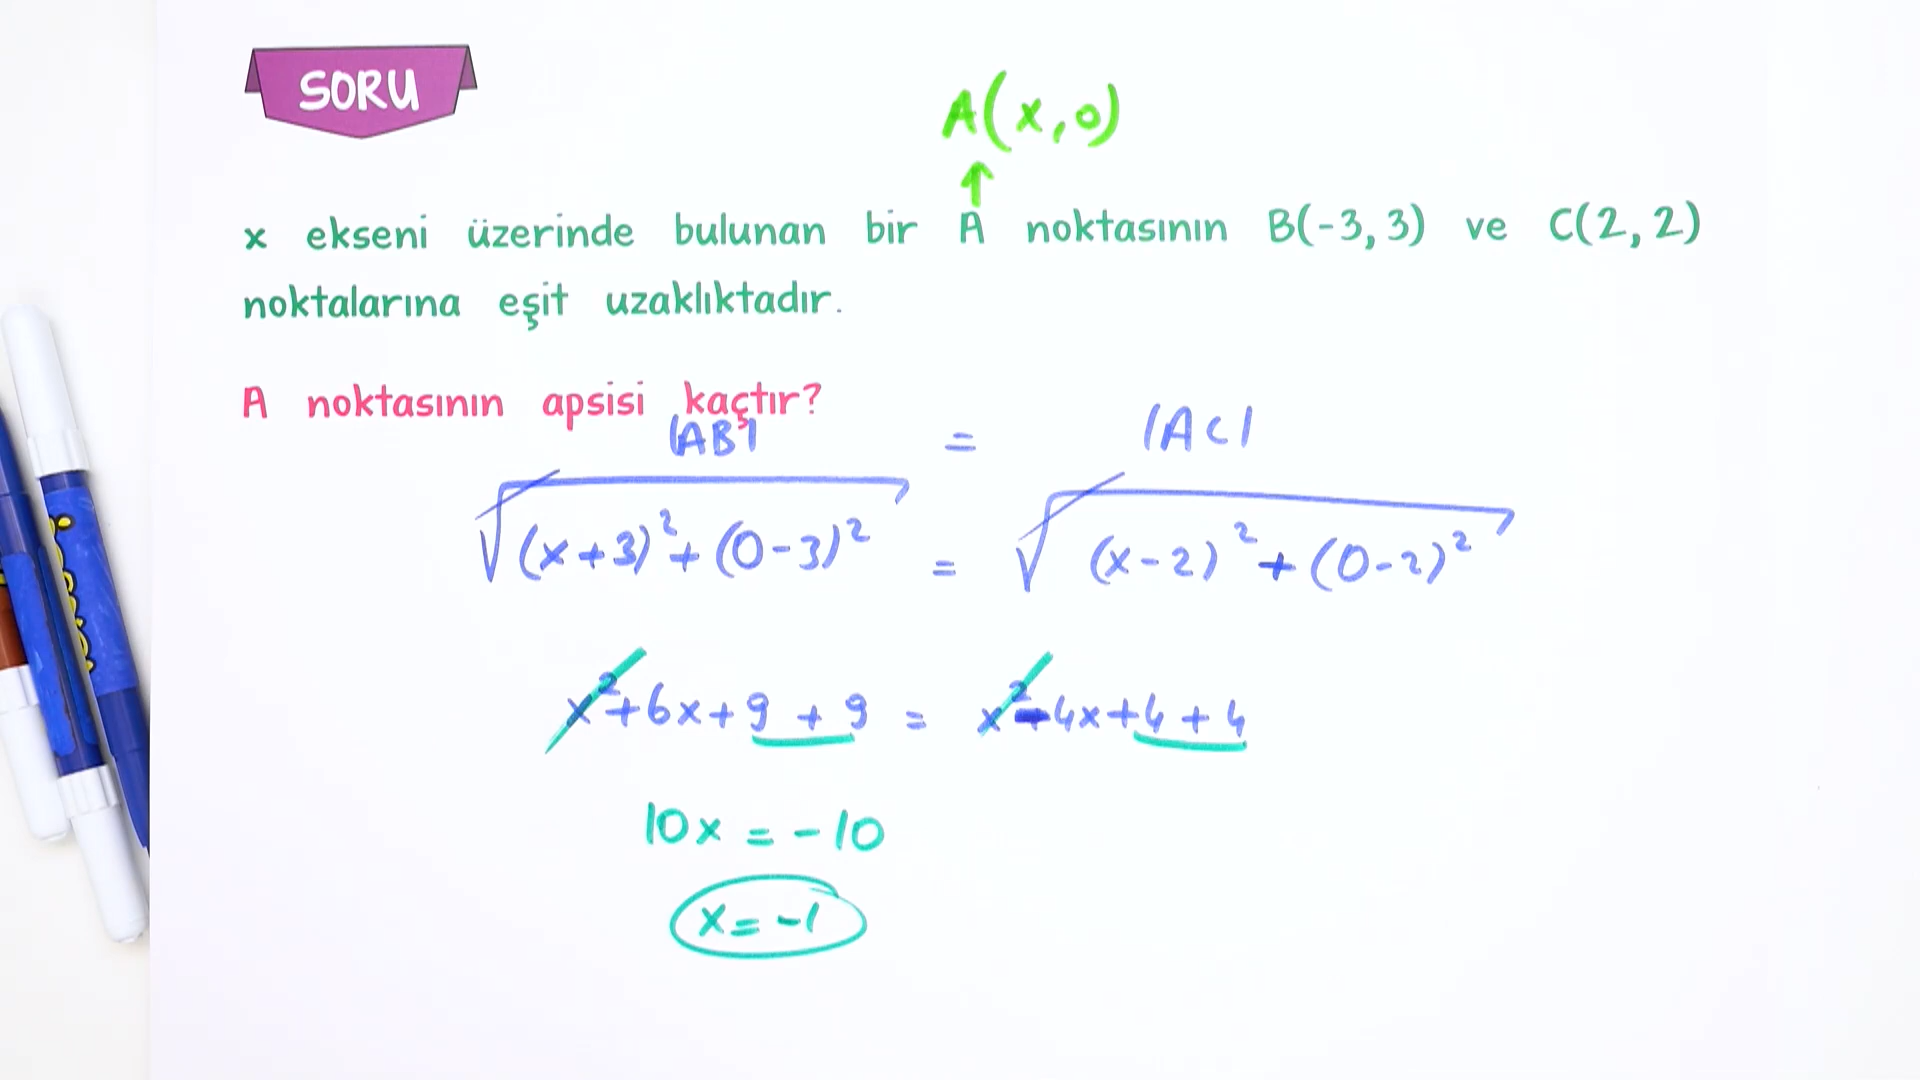 SORU
A(x,0)
↑
x ekseni üzerinde bulunan bir A noktasının B(-3,3) ve C(2,2)
noktalarına eşit uzaklıktadır.
A noktasının apsisi kaçtır?
|AB| = |AC|
√(x+3)²+(0-3)² = √(x-2)²+(0-2)²
x²+6x+9+9 = x²-4x+4+4
10x = -10
x = -1